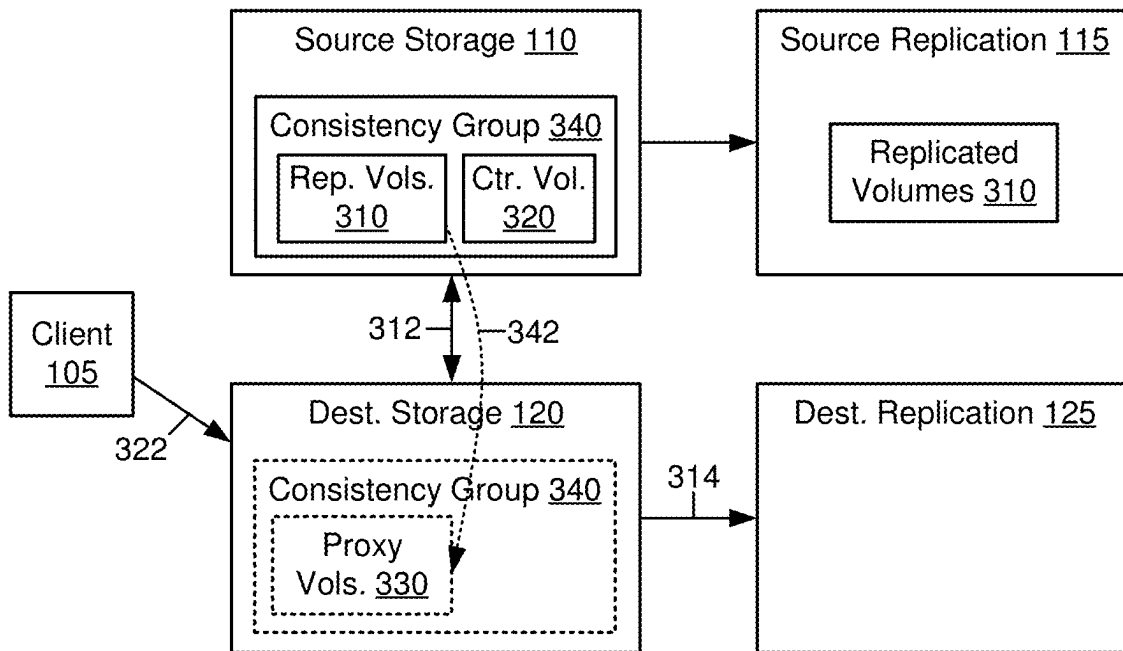 Source Storage 110
Consistency Group 340
Rep. Vols.
310
Ctr. Vol.
320
Source Replication 115
Replicated
Volumes 310
Client
105
322
312
342
Dest. Storage 120
Consistency Group 340
Proxy
Vols. 330
314
Dest. Replication 125